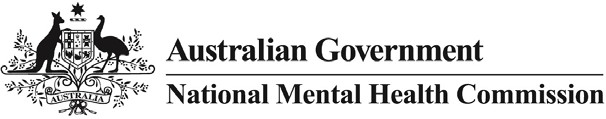 Australian Government
National Mental Health Commission
AUSTRALIA